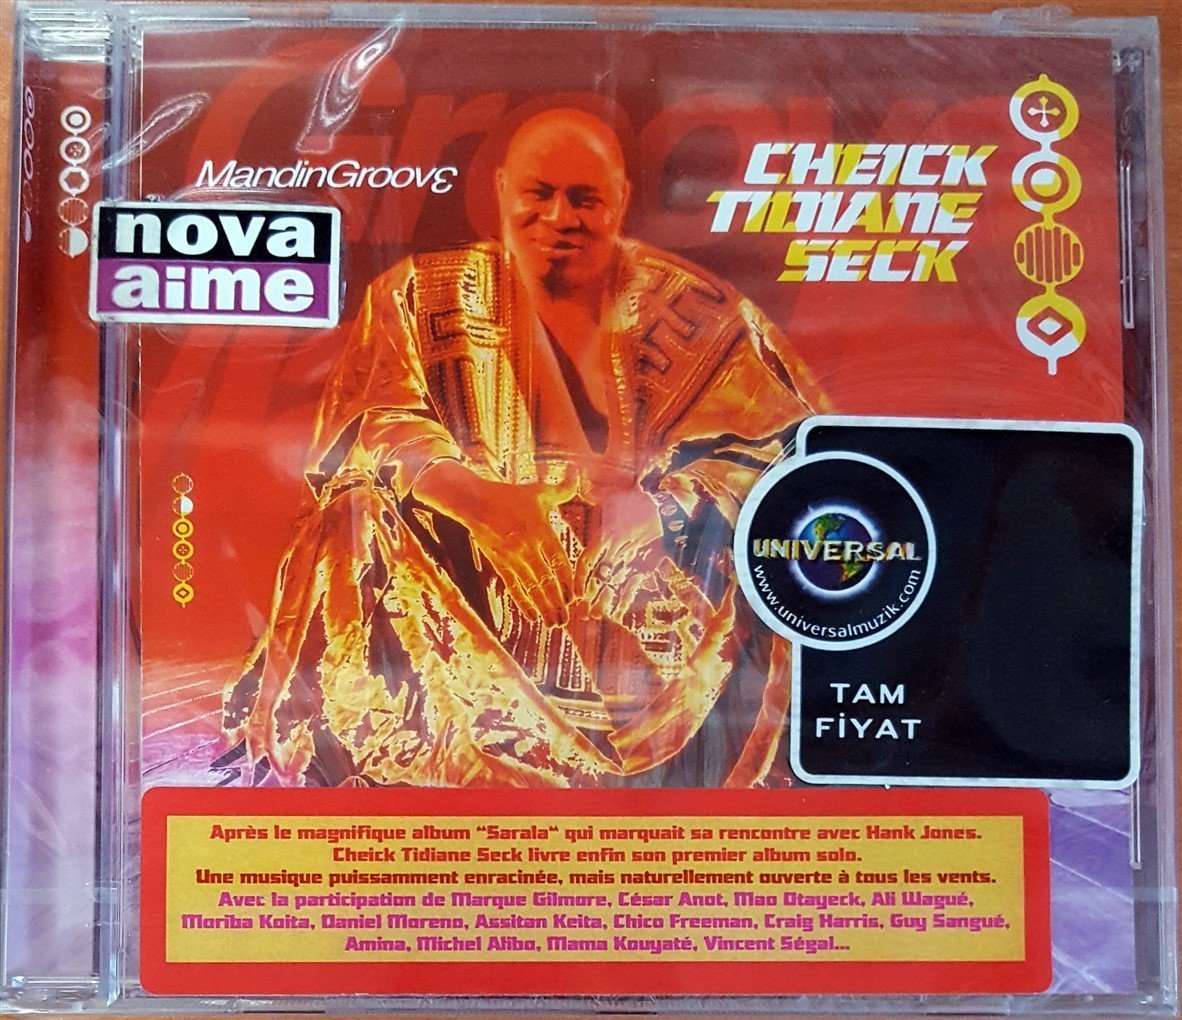 Groove
MandinGroovƐ
CHEICK
TIDIANE
SECK
nova
aime
UNIVERSAL
www.universalmuzik.com
TAM
FİYAT
Après le magnifique album "Sarala" qui marquait sa rencontre avec Hank Jones.
Cheick Tidiane Seck livre enfin son premier album solo.
Une musique puissamment enracinée, mais naturellement ouverte à tous les vents.
Avec la participation de Marque Gilmore, César Anot, Mao Otayeck, Ali Wagué,
Moriba Koita, Daniel Moreno, Assitan Keita, Chico Freeman, Craig Harris, Guy Sangué,
Amina, Michel Alibo, Mama Kouyaté, Vincent Ségal...